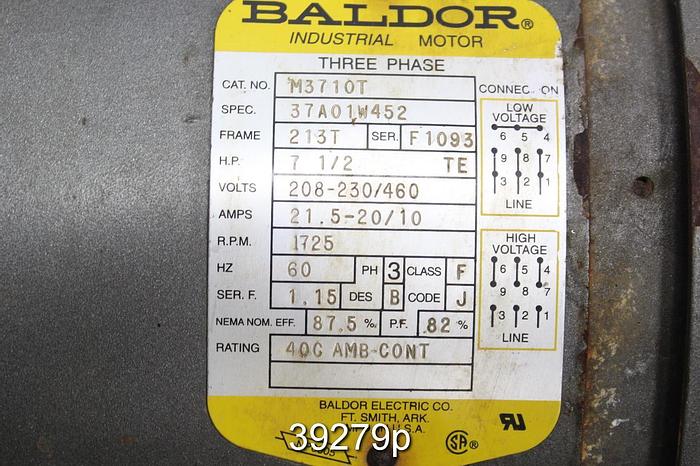 BALDOR®
INDUSTRIAL MOTOR
THREE PHASE
CAT. NO. M3710T
SPEC. 37A01W452
FRAME 213T SER. F1093
H.P. 7 1/2 TE
VOLTS 208-230/460
AMPS 21.5-20/10
R.P.M. 1725
HZ 60 PH 3 CLASS F
SER. F. 1.15 DES B CODE J
NEMA NOM. EFF. 87.5 % P.F. 82 %
RATING 40C AMB-CONT
LOW
VOLTAGE
6 5 4
9 8 7
3 2 1
LINE
HIGH
VOLTAGE
6 5 4
9 8 7
3 2 1
LINE
BALDOR ELECTRIC CO.
FT. SMITH, ARK.
U.S.A.
39279p